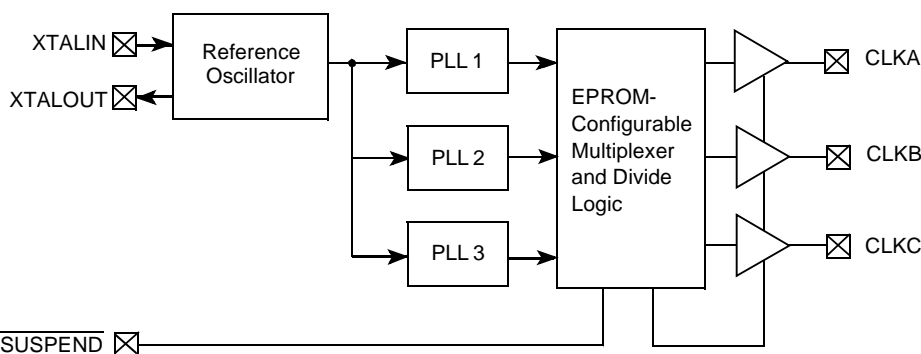 XTALIN
XTALOUT
Reference
Oscillator
PLL 1
PLL 2
PLL 3
EPROM-
Configurable
Multiplexer
and Divide
Logic
CLKA
CLKB
CLKC
SUSPEND